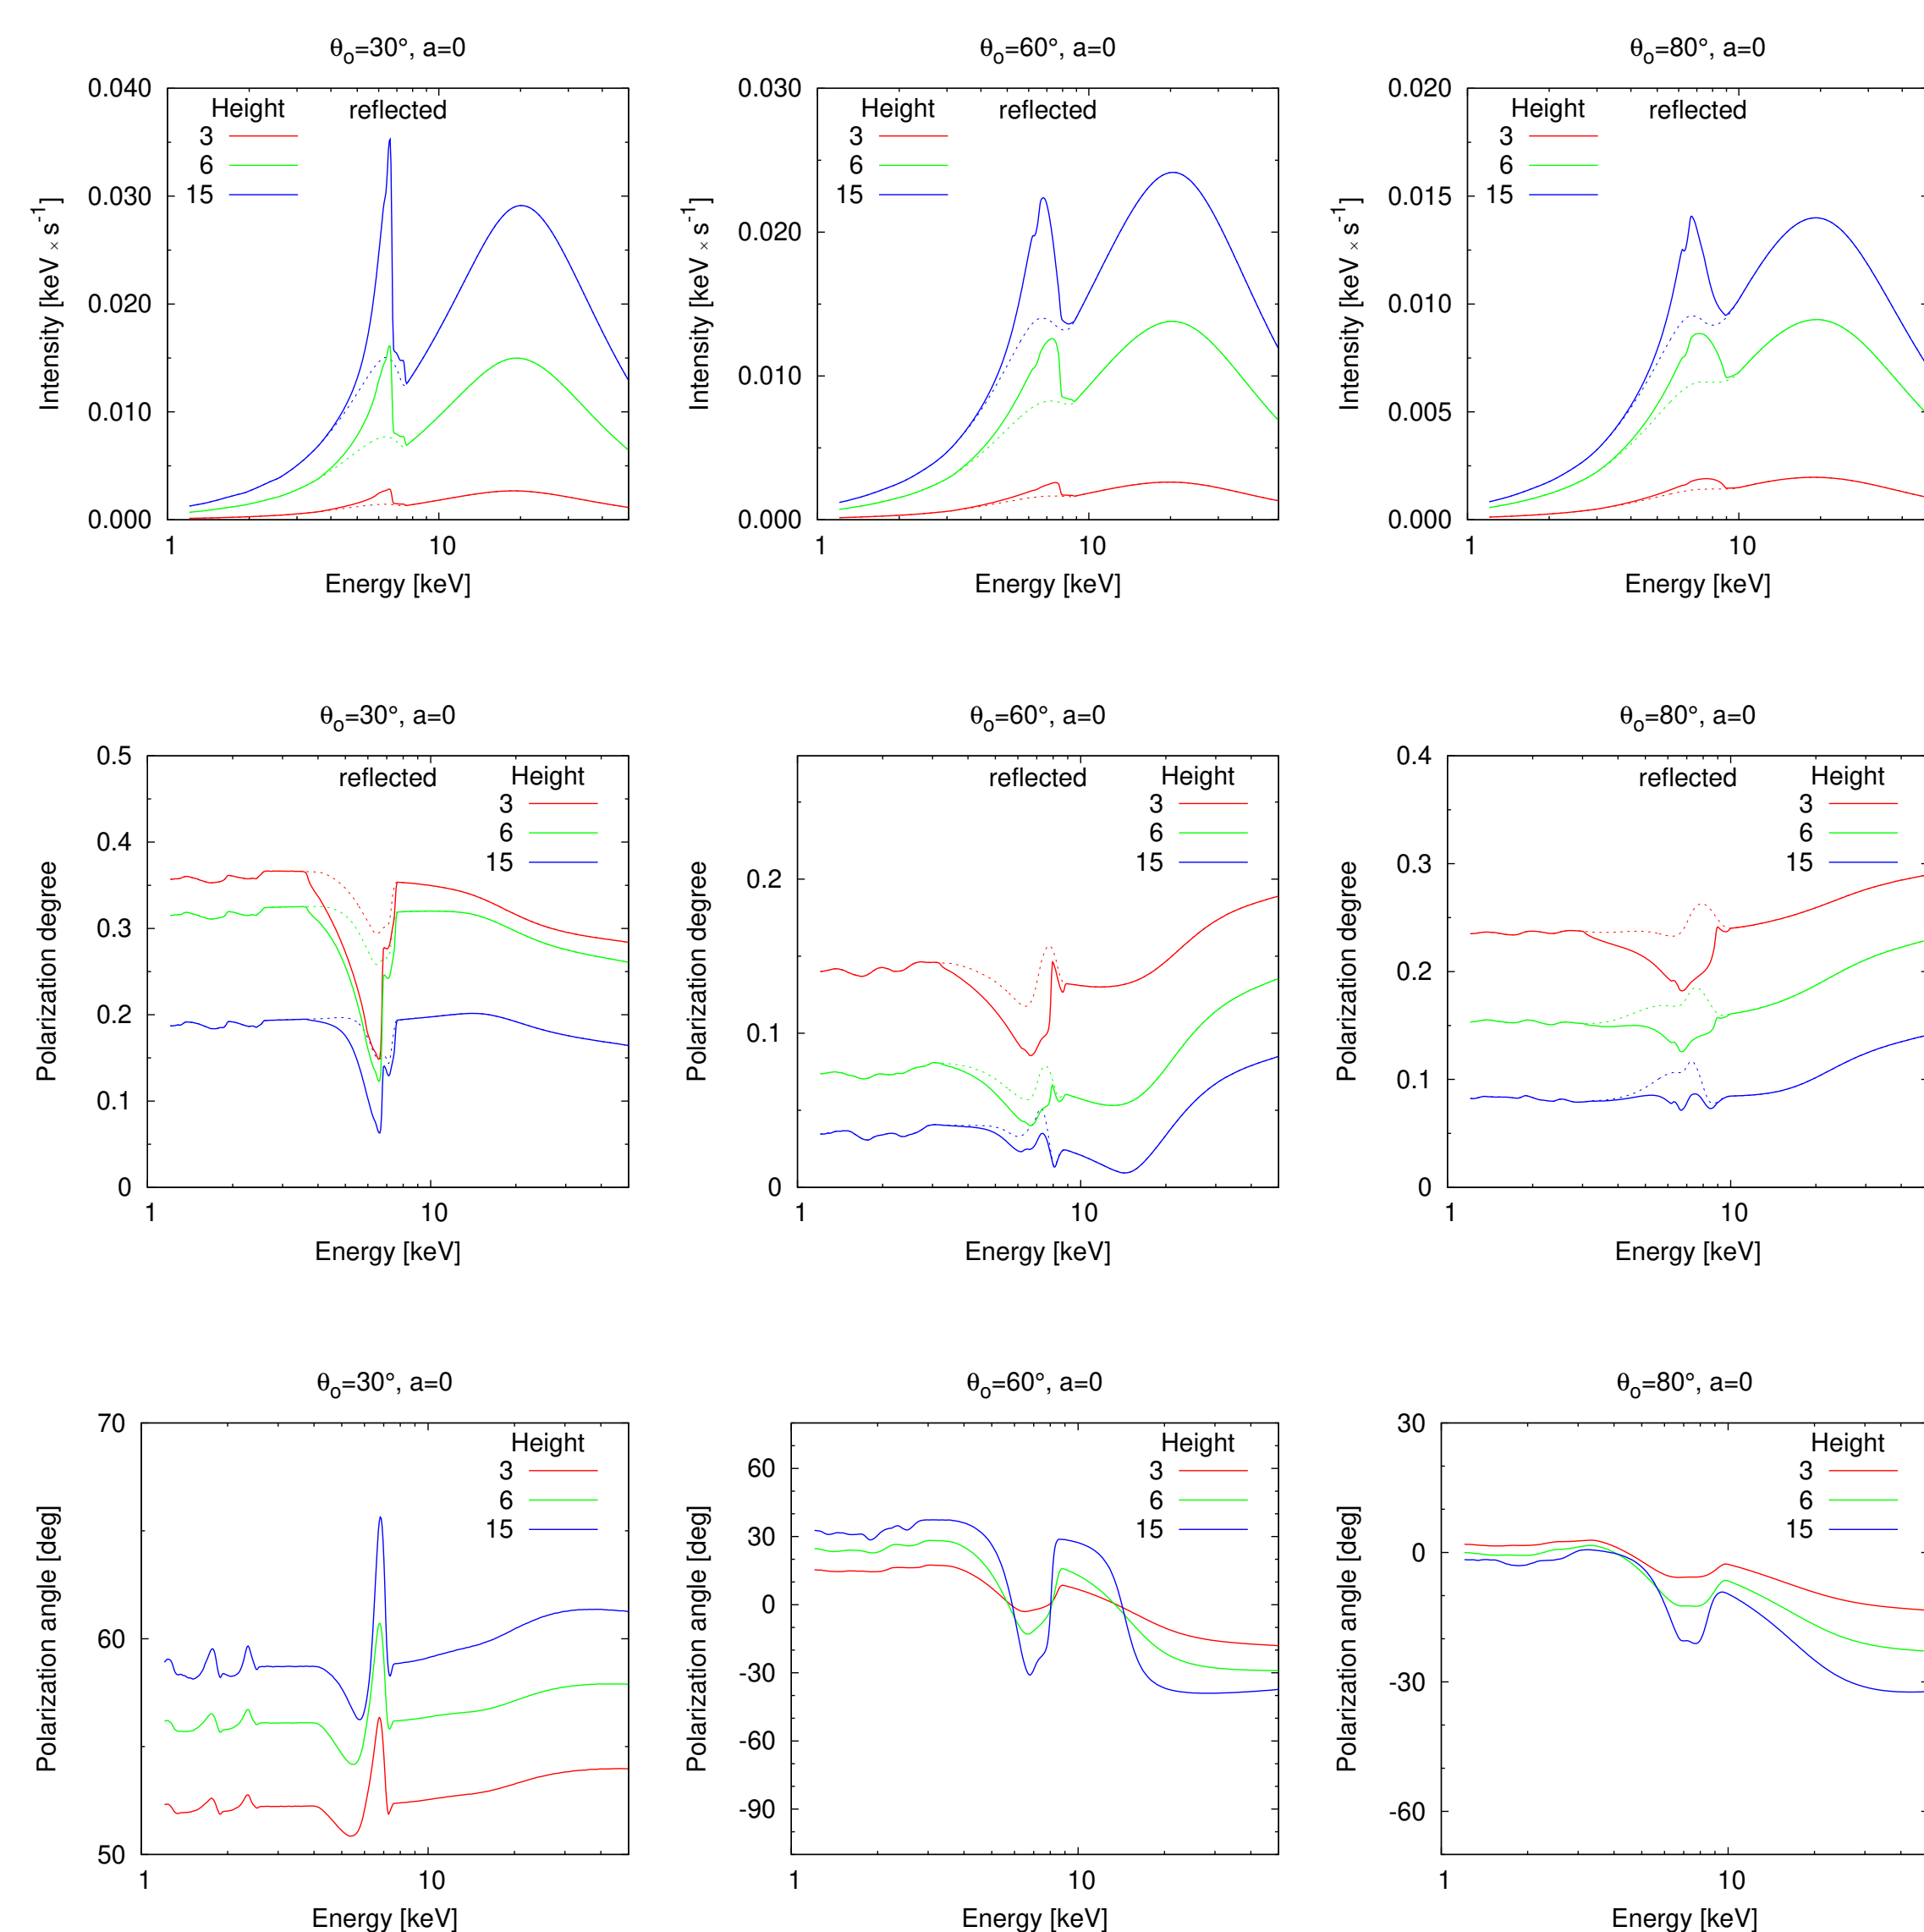 θo=30°, a=0
θo=60°, a=0
θo=80°, a=0
Height reflected
3
6
15
0.040
0.030
0.020
0.010
0.000
Intensity [keV × s-1]
1 10
Energy [keV]
Height reflected
3
6
15
0.030
0.020
0.010
0.000
Intensity [keV × s-1]
1 10
Energy [keV]
Height reflected
3
6
15
0.020
0.015
0.010
0.005
0.000
Intensity [keV × s-1]
1 10
Energy [keV]
θo=30°, a=0
θo=60°, a=0
θo=80°, a=0
reflected Height
3
6
15
0.5
0.4
0.3
0.2
0.1
0
Polarization degree
1 10
Energy [keV]
reflected Height
3
6
15
0.2
0.1
0
Polarization degree
1 10
Energy [keV]
reflected Height
3
6
15
0.4
0.3
0.2
0.1
0
Polarization degree
1 10
Energy [keV]
θo=30°, a=0
θo=60°, a=0
θo=80°, a=0
Height
3
6
15
70
60
50
Polarization angle [deg]
1 10
Energy [keV]
Height
3
6
15
60
30
0
-30
-60
-90
Polarization angle [deg]
1 10
Energy [keV]
Height
3
6
15
30
0
-30
-60
Polarization angle [deg]
1 10
Energy [keV]